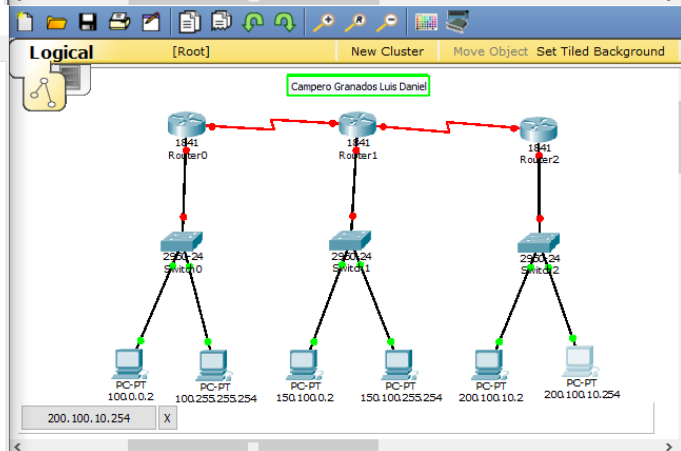 Logical [Root] New Cluster Move Object Set Tiled Background
Campero Granados Luis Daniel
1841 1841 1841
Router0 Router1 Router2
2950-24 2950-24 2950-24
Switch0 Switch1 Switch2
PC-PT PC-PT PC-PT PC-PT PC-PT PC-PT
100.0.0.2 100.255.255.254 150.100.0.2 150.100.255.254 200.100.10.2 200.100.10.254
200.100.10.254 X